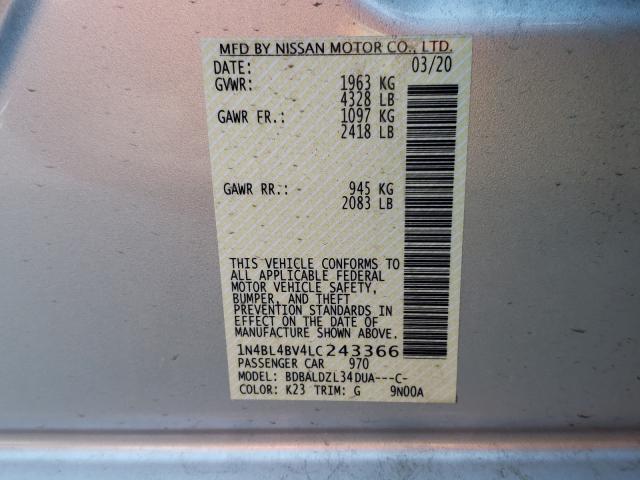 MFD BY NISSAN MOTOR CO., LTD.
DATE: 03/20
GVWR: 1963 KG
4328 LB
GAWR FR.: 1097 KG
2418 LB
GAWR RR.: 945 KG
2083 LB
THIS VEHICLE CONFORMS TO
ALL APPLICABLE FEDERAL
MOTOR VEHICLE SAFETY,
BUMPER, AND THEFT
PREVENTION STANDARDS IN
EFFECT ON THE DATE OF
MANUFACTURE SHOWN ABOVE.
1N4BL4BV4LC243366
PASSENGER CAR 970
MODEL: BDBALDZL34DUA---C-
COLOR: K23 TRIM: G 9N00A